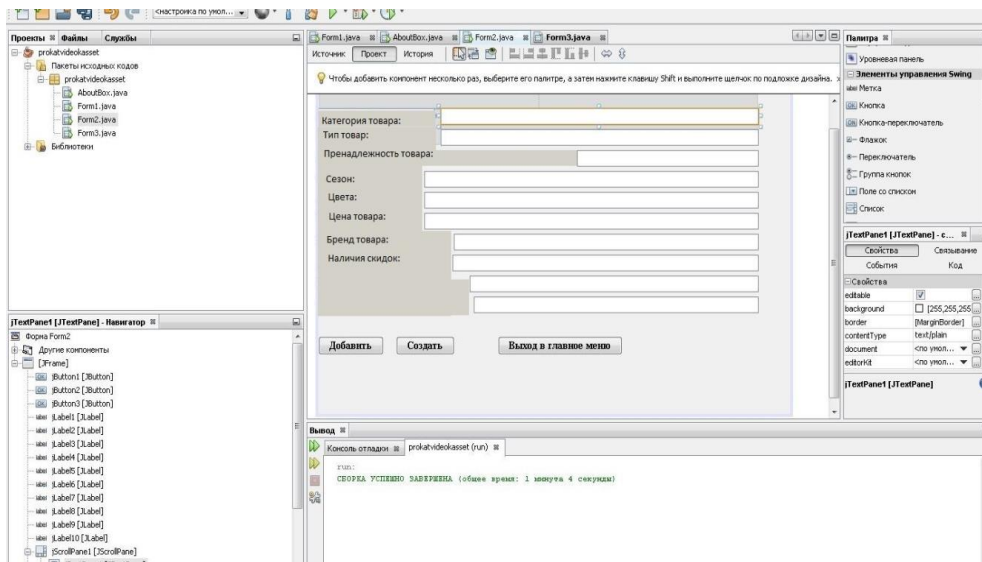 <настройка по умол...
Проекты Файлы Службы
prokatvideokasset
Пакеты исходных кодов
prokatvideokasset
AboutBox.java
Form1.java
Form2.java
Form3.java
Библиотеки
jTextPane1 [JTextPane] - Навигатор
Форма Form2
Другие компоненты
[JFrame]
jButton1 [JButton]
jButton2 [JButton]
jButton3 [JButton]
jLabel1 [JLabel]
jLabel2 [JLabel]
jLabel3 [JLabel]
jLabel4 [JLabel]
jLabel5 [JLabel]
jLabel6 [JLabel]
jLabel7 [JLabel]
jLabel8 [JLabel]
jLabel9 [JLabel]
jLabel10 [JLabel]
jScrollPane1 [JScrollPane]
Form1.java AboutBox.java Form2.java Form3.java
Источник Проект История
Чтобы добавить компонент несколько раз, выберите его палитре, а затем нажмите клавишу Shift и выполните щелчок по подложке дизайна.
Категория товара:
Тип товар:
Пренадлежность товара:
Сезон:
Цвета:
Цена товара:
Бренд товара:
Наличия скидок:
Добавить Создать Выход в главное меню
Вывод
Консоль отладки prokatvideokasset (run)
run:
СБОРКА УСПЕШНО ЗАВЕРШЕНА (общее время: 1 минута 4 секунды)
Палитра
Уровневая панель
Элементы управления Swing
label Метка
Кнопка
Кнопка-переключатель
Флажок
Переключатель
Группа кнопок
Поле со списком
Список
jTextPane1 [JTextPane] - с...
Свойства Связывание
События Код
Свойства
editable
background [255,255,255
border [MarginBorder]
contentType text/plain
document <по умол...
editorKit <по умол...
jTextPane1 [JTextPane]